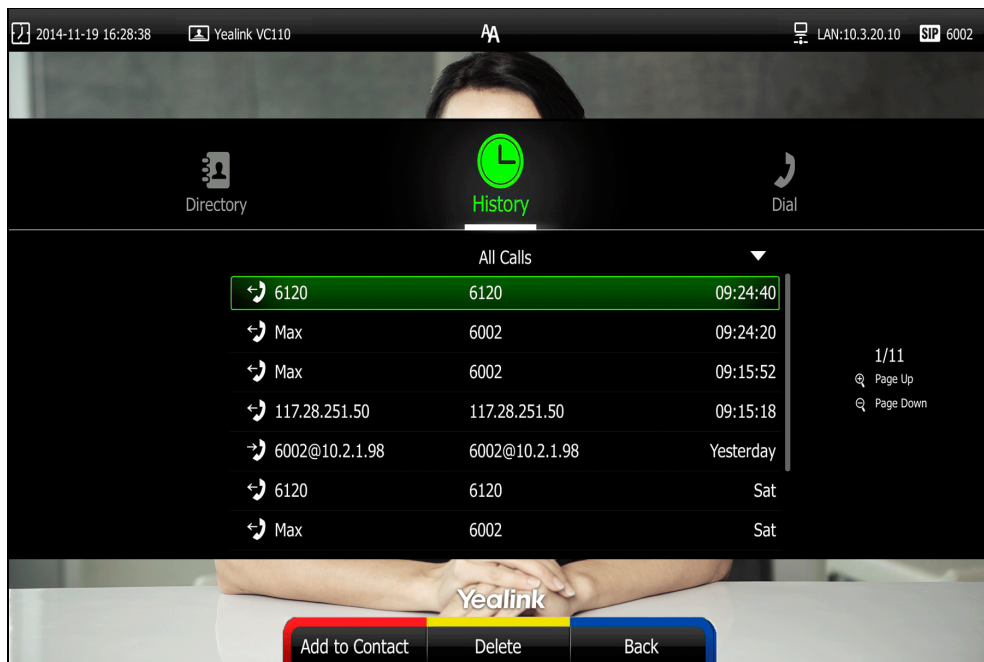 2014-11-19 16:28:38 Yealink VC110 AA LAN:10.3.20.10 SIP 6002
Directory History Dial
All Calls
6120 6120 09:24:40
Max 6002 09:24:20
Max 6002 09:15:52
117.28.251.50 117.28.251.50 09:15:18
6002@10.2.1.98 6002@10.2.1.98 Yesterday
6120 6120 Sat
Max 6002 Sat
1/11
Page Up
Page Down
Yealink
Add to Contact Delete Back